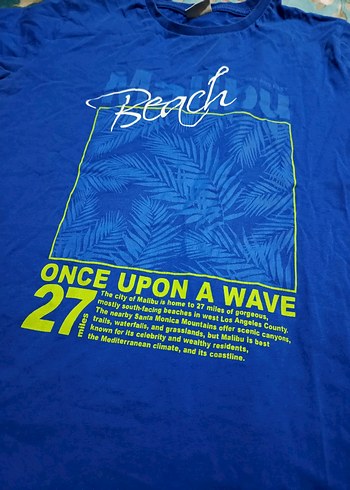 Malibu
Beach
ONCE UPON A WAVE
27
miles
The city of Malibu is home to 27 miles of gorgeous,
mostly south-facing beaches in west Los Angeles County.
The nearby Santa Monica Mountains offer scenic canyons,
trails, waterfalls, and grasslands, but Malibu is best
known for its celebrity and wealthy residents,
the Mediterranean climate, and its coastline.